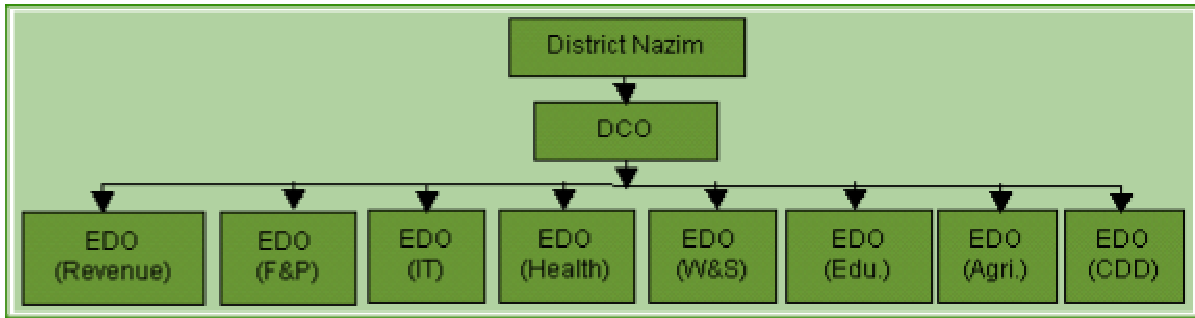 District Nazim
DCO
EDO
(Revenue)
EDO
(F&P)
EDO
(IT)
EDO
(Health)
EDO
(W&S)
EDO
(Edu.)
EDO
(Agri.)
EDO
(CDD)